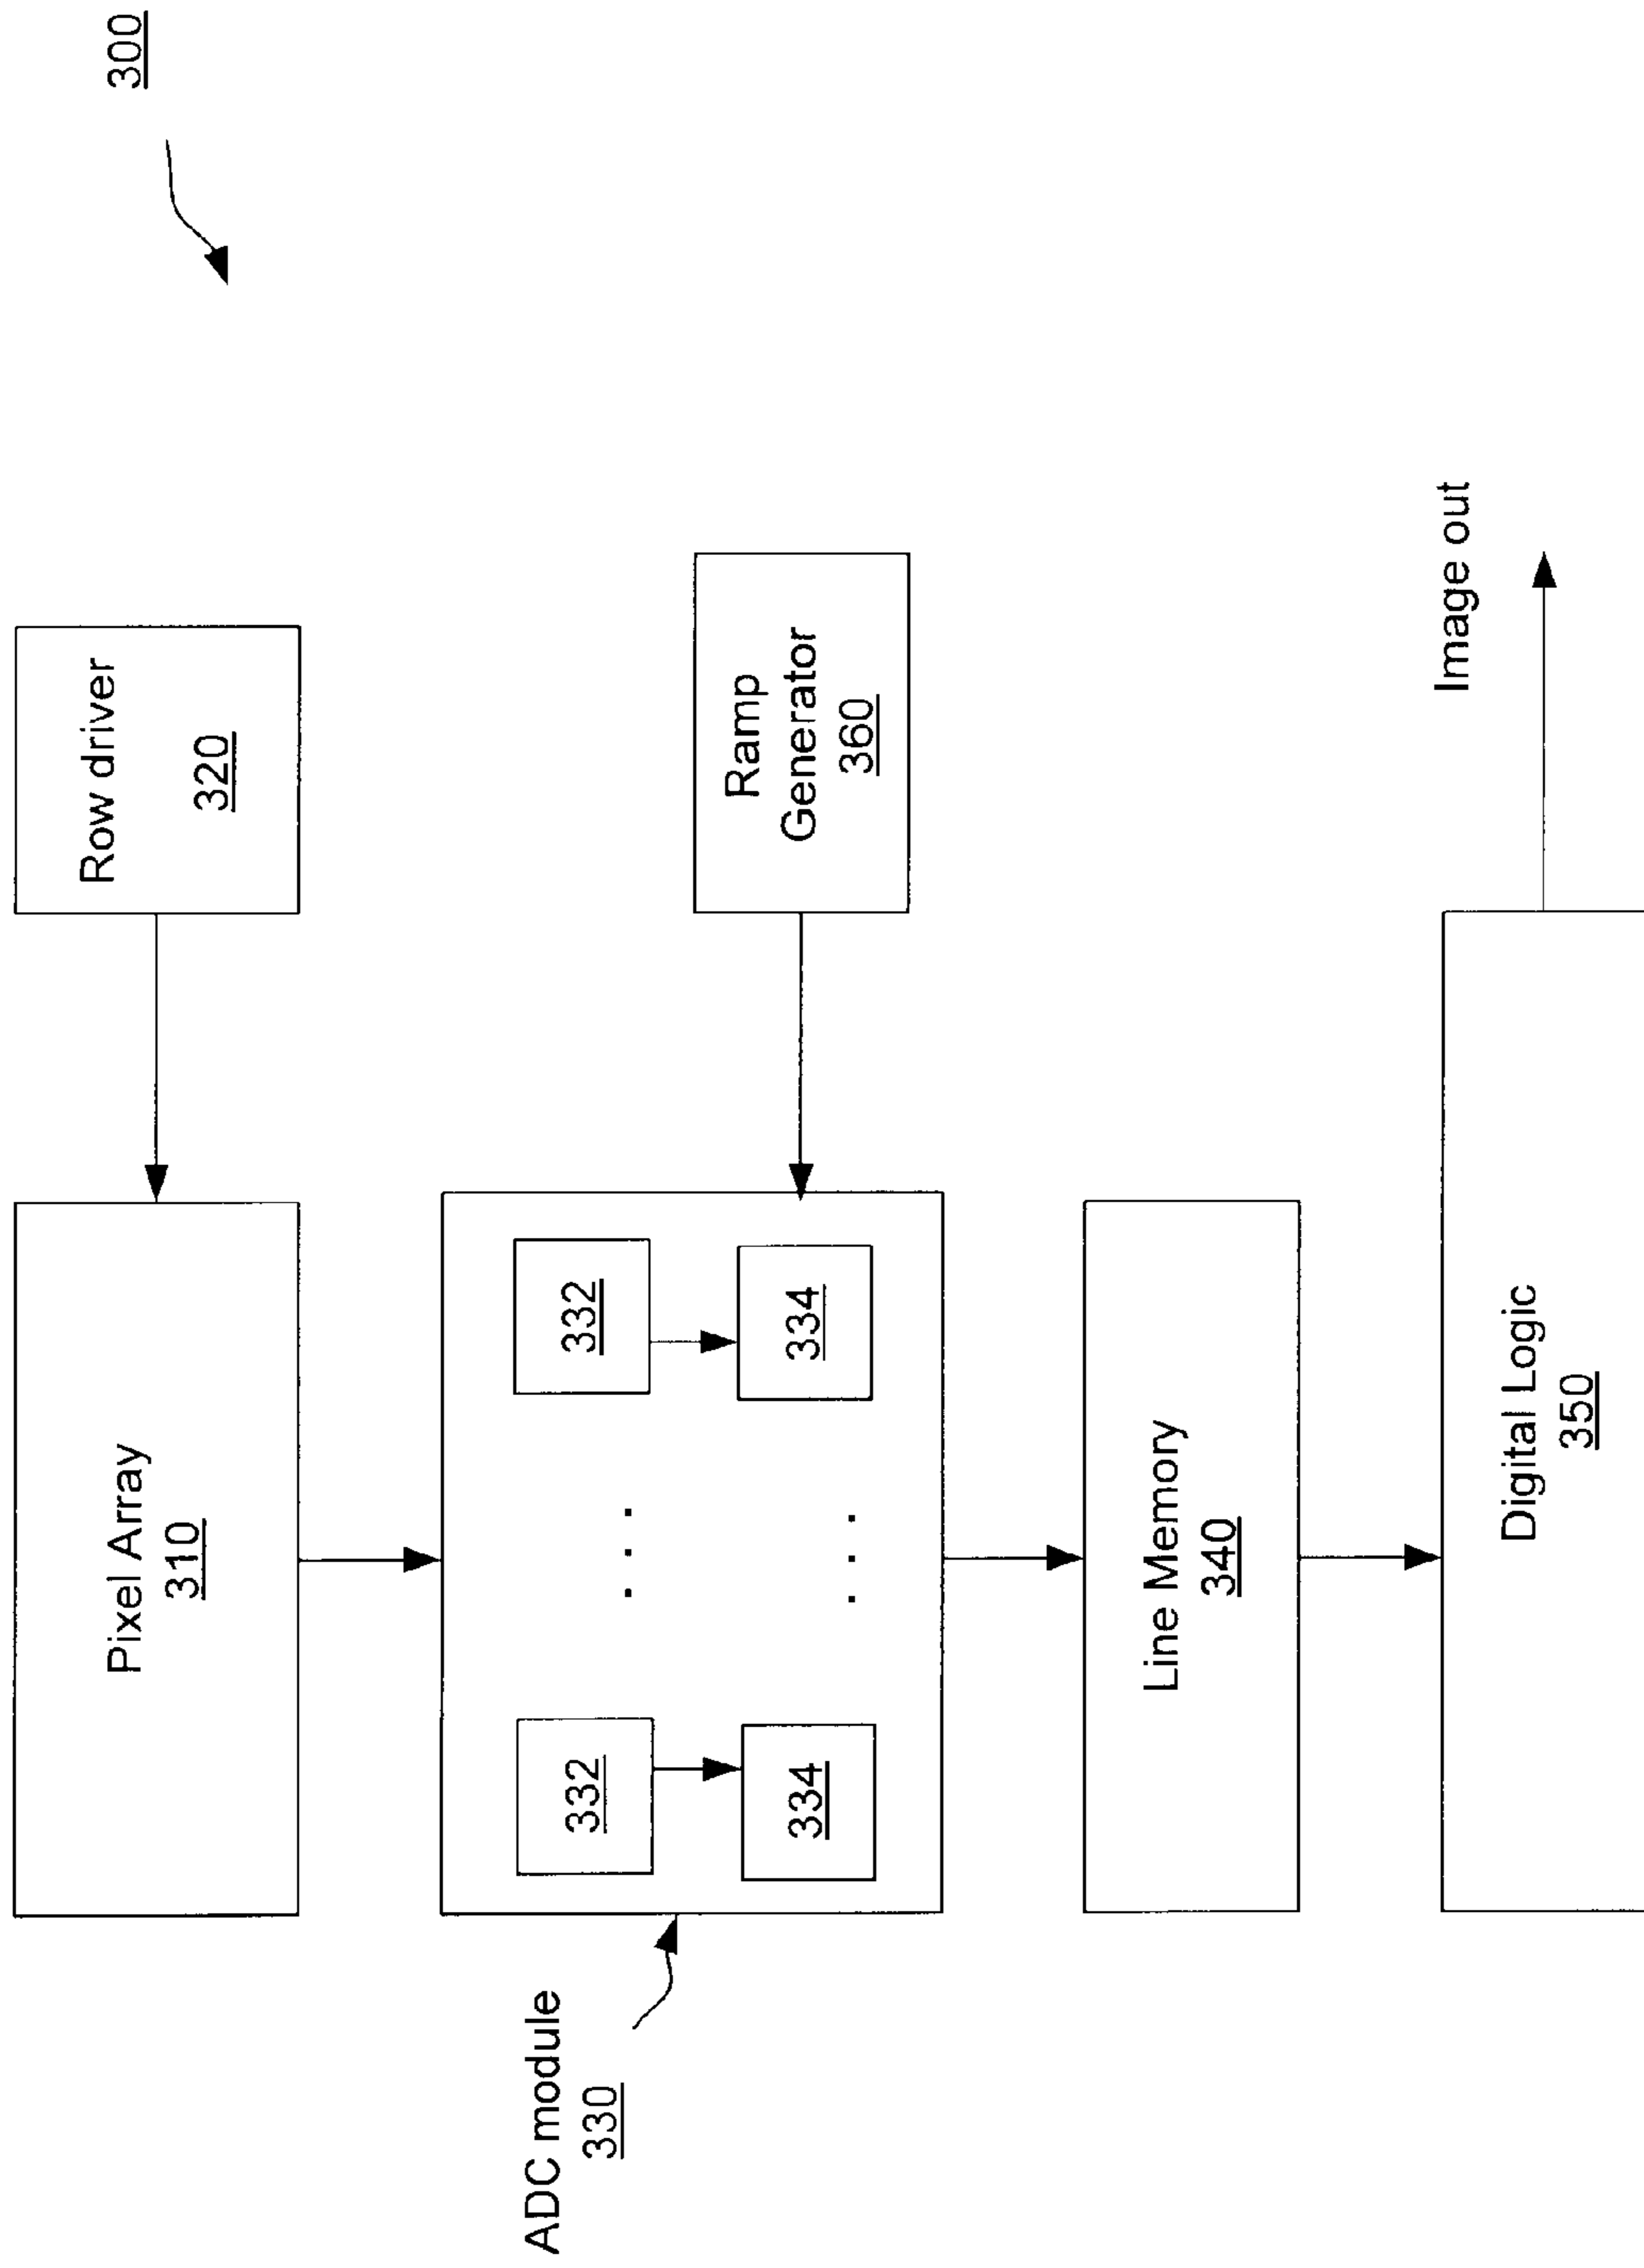 300
Row driver
320
Pixel Array
310
ADC module
330
332
332
. . .
334
334
. . .
Ramp
Generator
360
Line Memory
340
Digital Logic
350
Image out